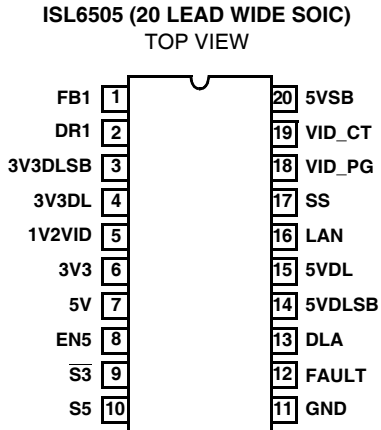 ISL6505 (20 LEAD WIDE SOIC)
TOP VIEW
FB1 1 20 5VSB
DR1 2 19 VID_CT
3V3DLSB 3 18 VID_PG
3V3DL 4 17 SS
1V2VID 5 16 LAN
3V3 6 15 5VDL
5V 7 14 5VDLSB
EN5 8 13 DLA
S̅3̅ 9 12 FAULT
S5 10 11 GND